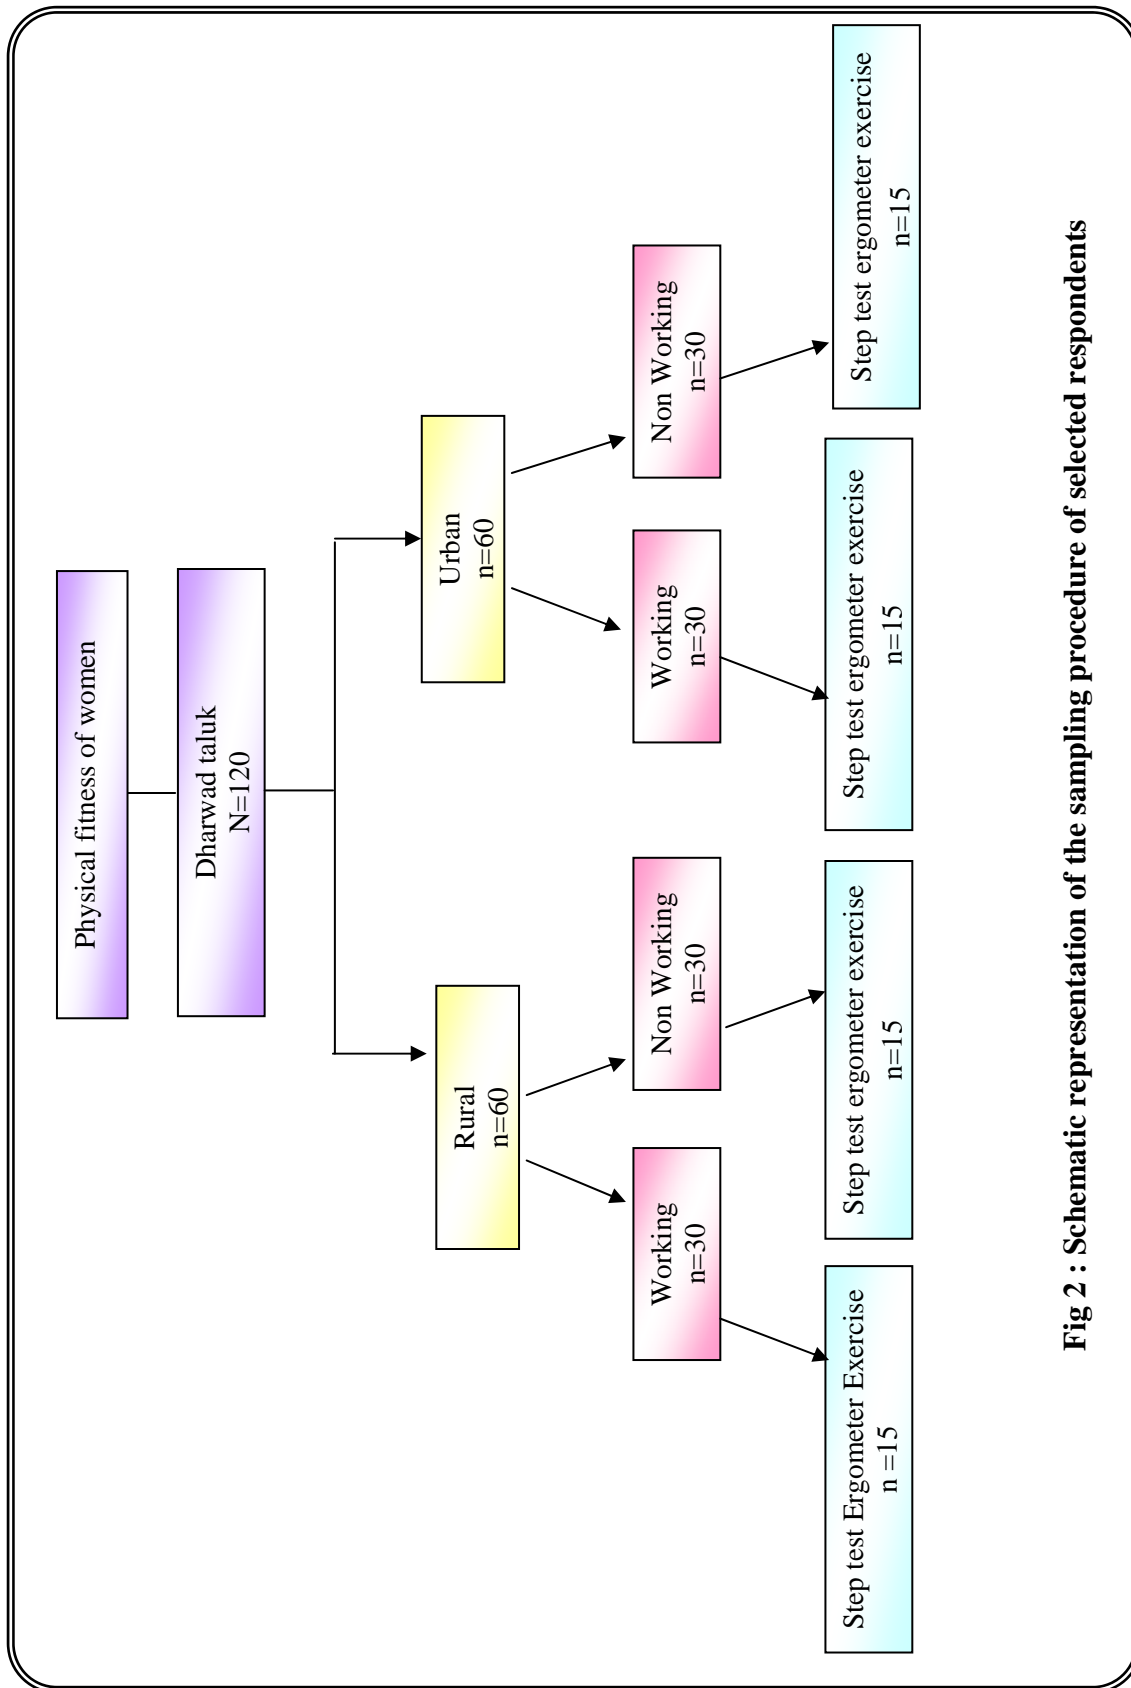 Physical fitness of women
Dharwad taluk
N=120
Rural
n=60
Urban
n=60
Working
n=30
Non Working
n=30
Working
n=30
Non Working
n=30
Step test Ergometer Exercise
n =15
Step test ergometer exercise
n=15
Step test ergometer exercise
n=15
Step test ergometer exercise
n=15
Fig 2 : Schematic representation of the sampling procedure of selected respondents